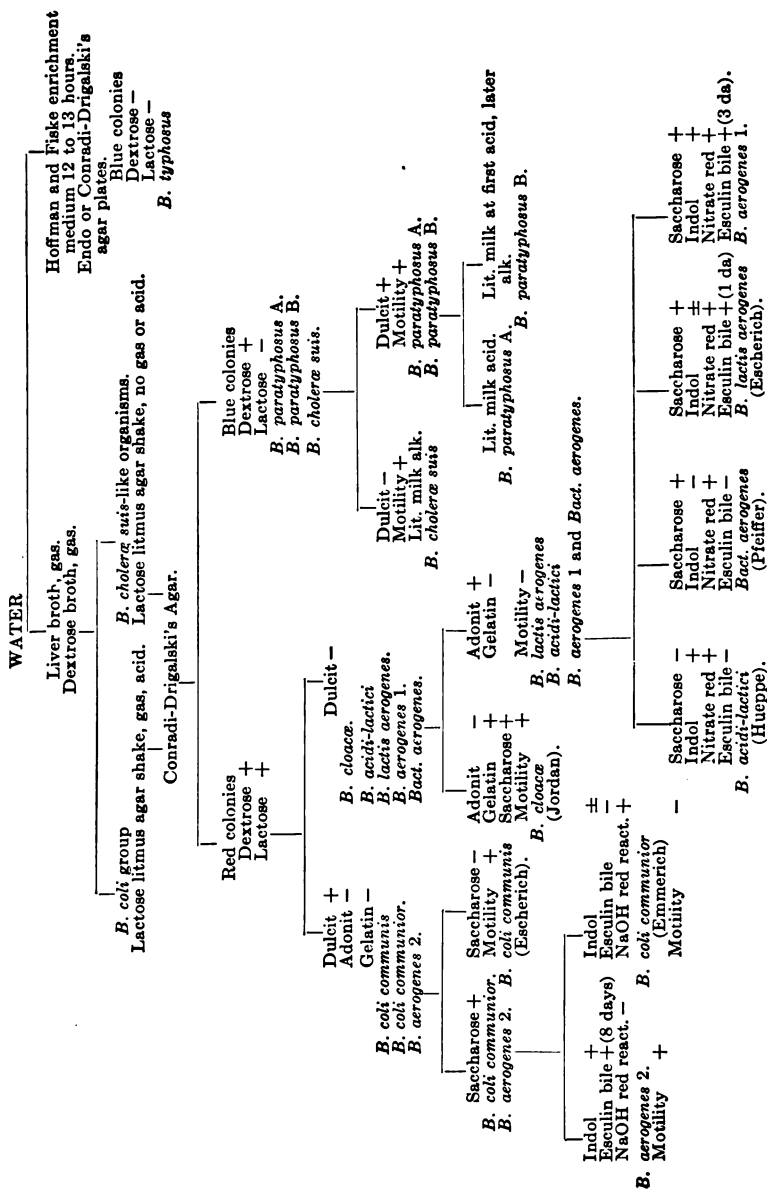 WATER
Hoffman and Fiske enrichment
medium 12 to 13 hours.
Endo or Conradi-Drigalski's
agar plates.
Blue colonies
Dextrose −
Lactose −
B. typhosus
Liver broth, gas.
Dextrose broth, gas.
B. coli group
Lactose litmus agar shake, gas, acid.
B. choleræ suis-like organisms.
Lactose litmus agar shake, no gas or acid.
Conradi-Drigalski's Agar.
Red colonies
Dextrose +
Lactose +
Blue colonies
Dextrose +
Lactose −
B. paratyphosus A.
B. paratyphosus B.
B. choleræ suis.
Dulcit +
Adonit −
Gelatin −
B. coli communis
B. coli communior.
B. aerogenes 2.
Dulcit −
B. cloacæ.
B. acidi-lactici
B. lactis aerogenes.
B. aerogenes 1.
Bact. aerogenes.
Dulcit −
Motility +
Lit. milk alk.
B. choleræ suis
Dulcit +
Motility +
B. paratyphosus A.
B. paratyphosus B.
Lit. milk acid.
B. paratyphosus A.
Lit. milk at first acid, later
alk.
B. paratyphosus B.
Saccharose +
B. coli communior.
B. aerogenes 2.
Saccharose −
Motility +
B. coli communis
(Escherich).
Adonit −
Gelatin +
Saccharose +
Motility +
B. cloacæ
(Jordan).
Adonit +
Gelatin −
Motility −
B. lactis aerogenes
B. acidi-lactici
B. aerogenes 1 and Bact. aerogenes.
Indol +
Esculin bile + (8 days)
NaOH red react. −
B. aerogenes 2.
Motility +
Indol ±
Esculin bile −
NaOH red react. +
B. coli communior
(Emmerich)
Motility −
Saccharose −
Indol +
Nitrate red +
Esculin bile −
B. acidi-lactici
(Hueppe).
Saccharose +
Indol −
Nitrate red +
Esculin bile −
Bact. aerogenes
(Pfeiffer).
Saccharose +
Indol ±
Nitrate red +
Esculin bile + (1 da)
B. lactis aerogenes
(Escherich).
Saccharose +
Indol +
Nitrate red +
Esculin bile + (3 da).
B. aerogenes 1.